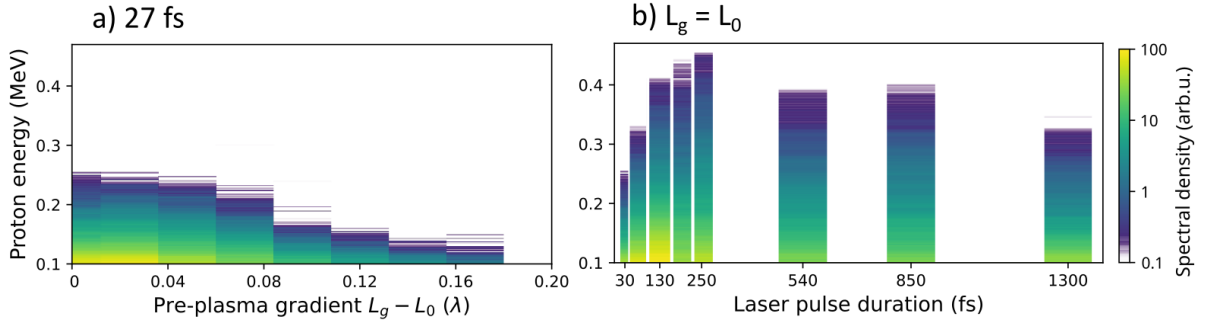 a) 27 fs
Proton energy (MeV)
0.4
0.3
0.2
0.1
0 0.04 0.08 0.12 0.16 0.20
Pre-plasma gradient L_g − L_0 (λ)
b) L_g = L_0
0.4
0.3
0.2
0.1
30 130 250 540 850 1300
Laser pulse duration (fs)
100
10
1
0.1
Spectral density (arb.u.)